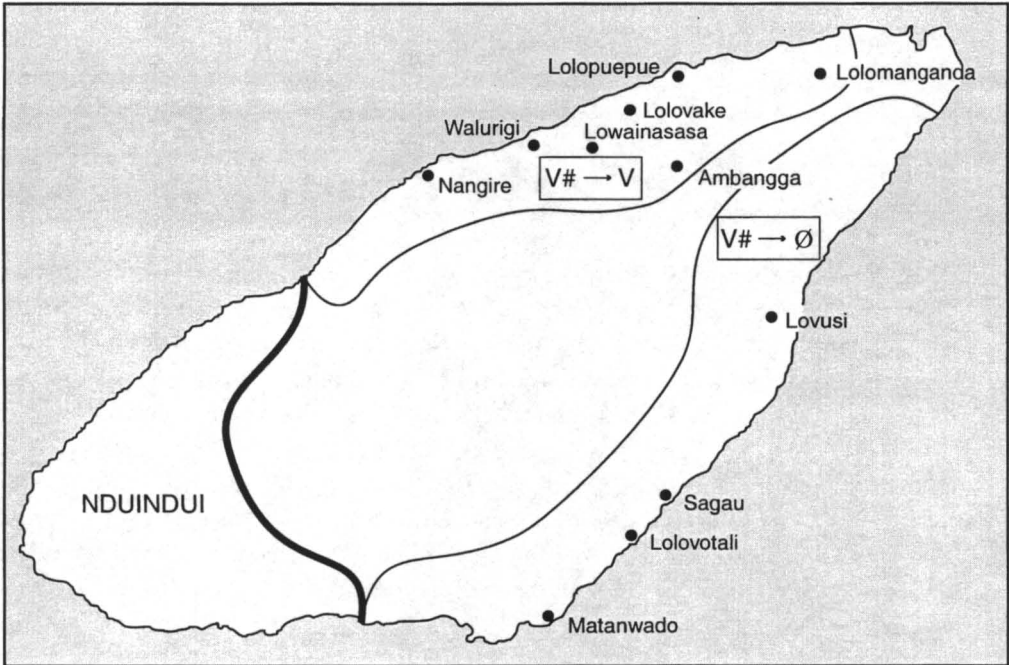 Lolopuepue
Lolomanganda
Lolovake
Walurigi
Lowainasasa
V# → V
Nangire
Ambangga
V# → Ø
Lovusi
NDUINDUI
Sagau
Lolovotali
Matanwado